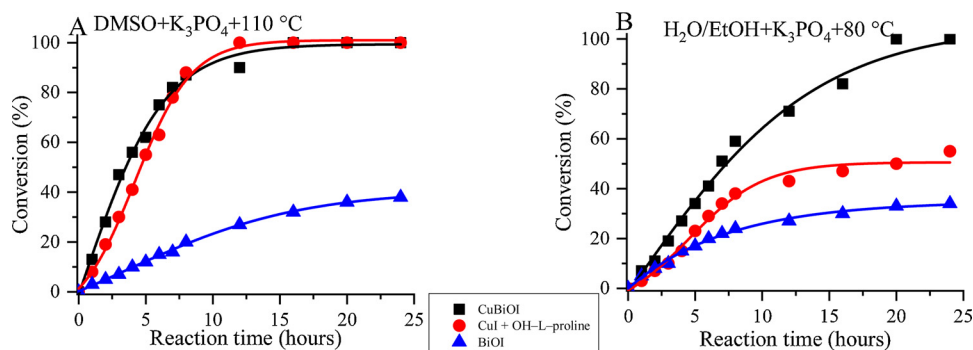 A DMSO+K₃PO₄+110 °C
Conversion (%)
100
80
60
40
20
0
0 5 10 15 20 25
Reaction time (hours)
CuBiOI
CuI + OH–L–proline
BiOI
B H₂O/EtOH+K₃PO₄+80 °C
Conversion (%)
100
80
60
40
20
0
0 5 10 15 20 25
Reaction time (hours)